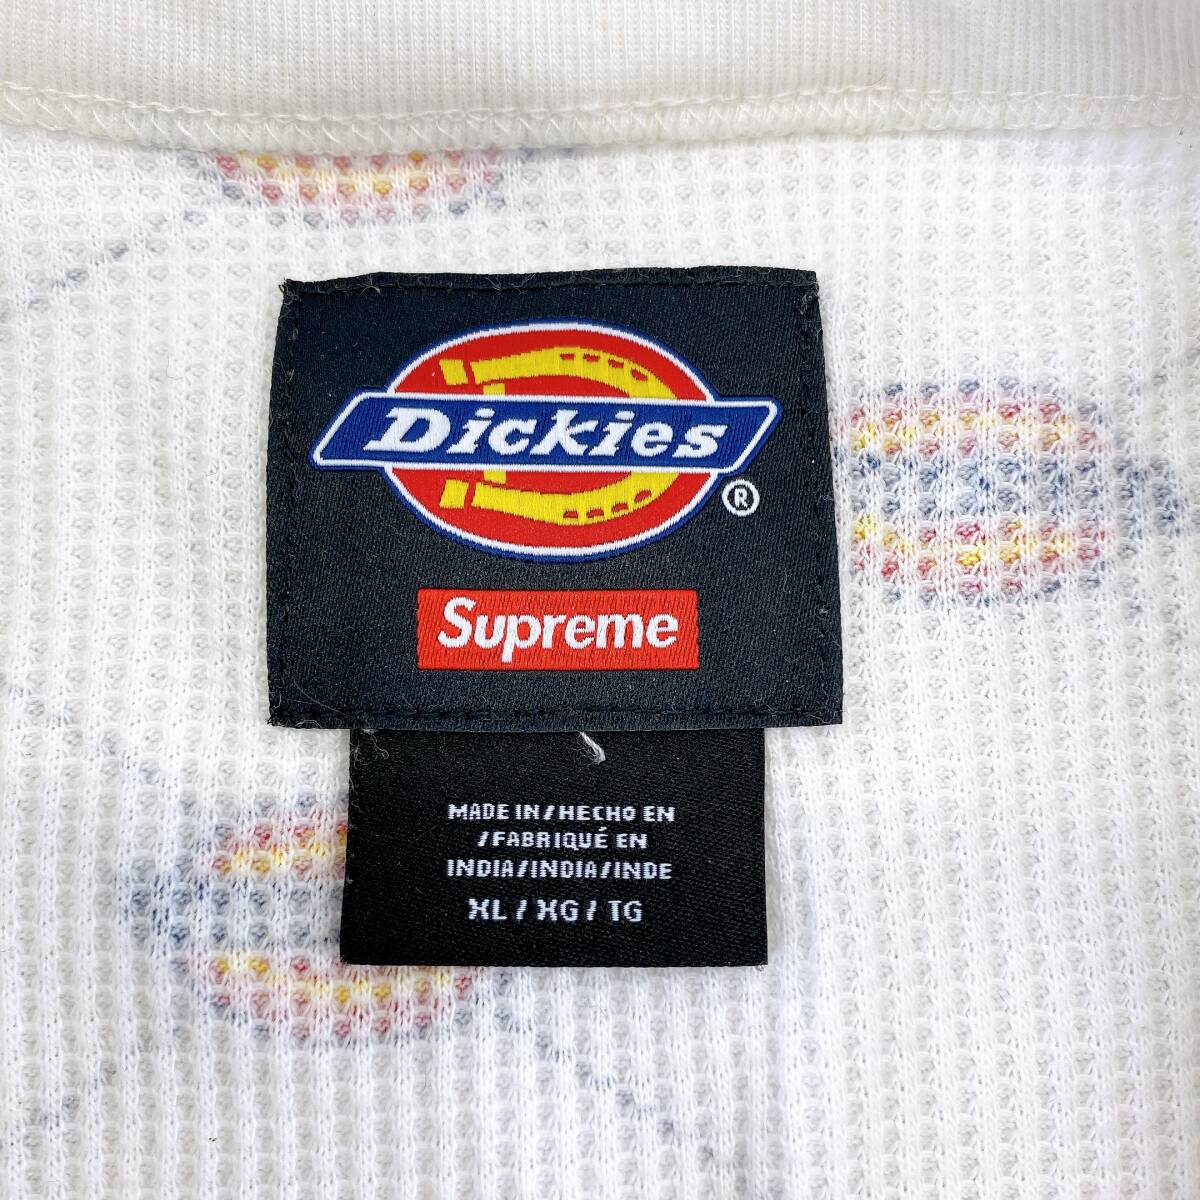 Dickies
®
Supreme
MADE IN/HECHO EN
/FABRIQUÉ EN
INDIA/INDIA/INDE
XL / XG / TG